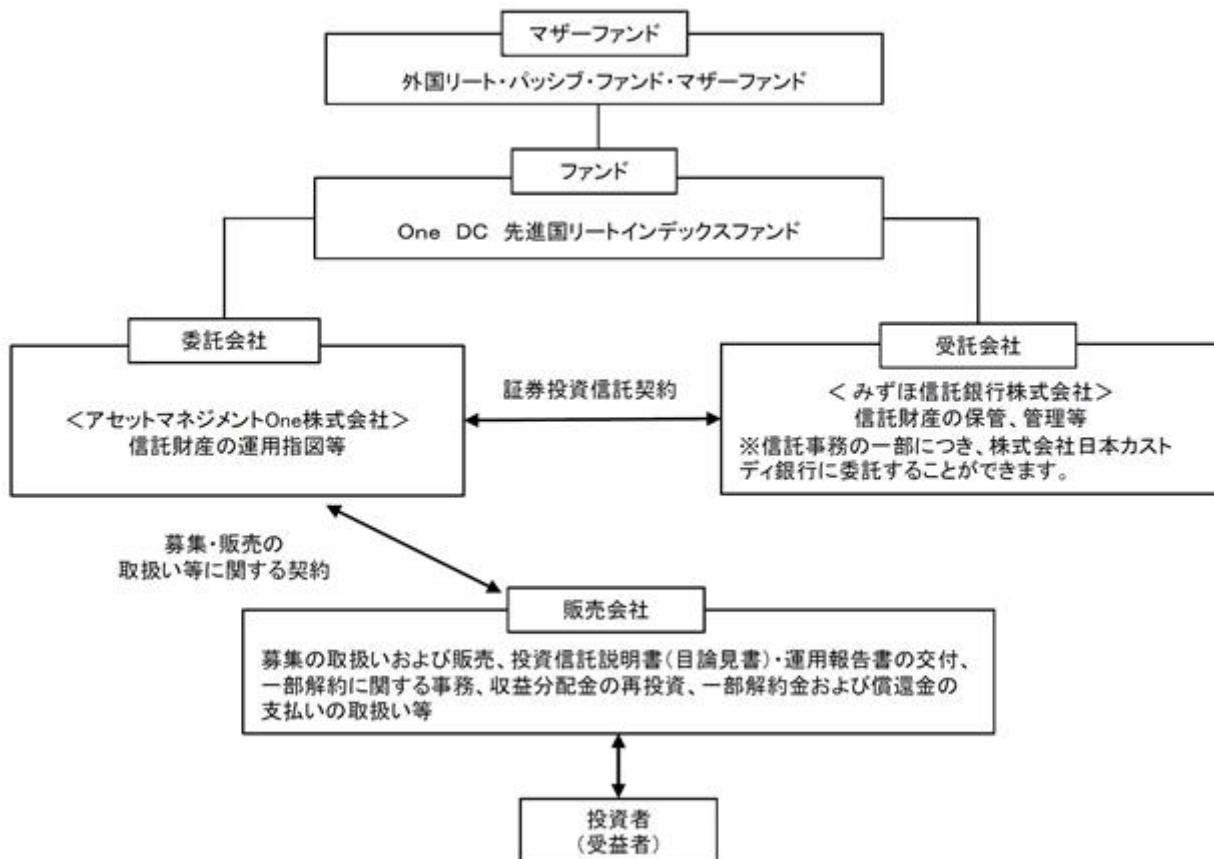 マザーファンド
外国リート・パッシブ・ファンド・マザーファンド
ファンド
One DC 先進国リートインデックスファンド
委託会社
＜アセットマネジメントOne株式会社＞
信託財産の運用指図等
証券投資信託契約
受託会社
＜ みずほ信託銀行株式会社＞
信託財産の保管、管理等
※信託事務の一部につき、株式会社日本カスト
ディ銀行に委託することができます。
募集・販売の
取扱い等に関する契約
販売会社
募集の取扱いおよび販売、投資信託説明書（目論見書）・運用報告書の交付、
一部解約に関する事務、収益分配金の再投資、一部解約金および償還金の
支払いの取扱い等
投資者
（受益者）